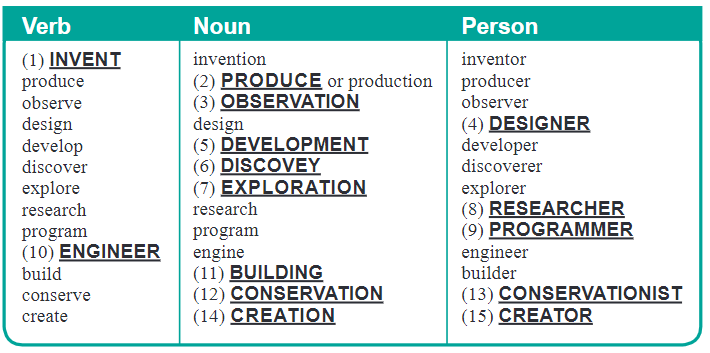 Verb Noun Person
(1) INVENT invention inventor
produce (2) PRODUCE or production producer
observe (3) OBSERVATION observer
design design (4) DESIGNER
develop (5) DEVELOPMENT developer
discover (6) DISCOVEY discoverer
explore (7) EXPLORATION explorer
research research (8) RESEARCHER
program program (9) PROGRAMMER
(10) ENGINEER engine engineer
build (11) BUILDING builder
conserve (12) CONSERVATION (13) CONSERVATIONIST
create (14) CREATION (15) CREATOR